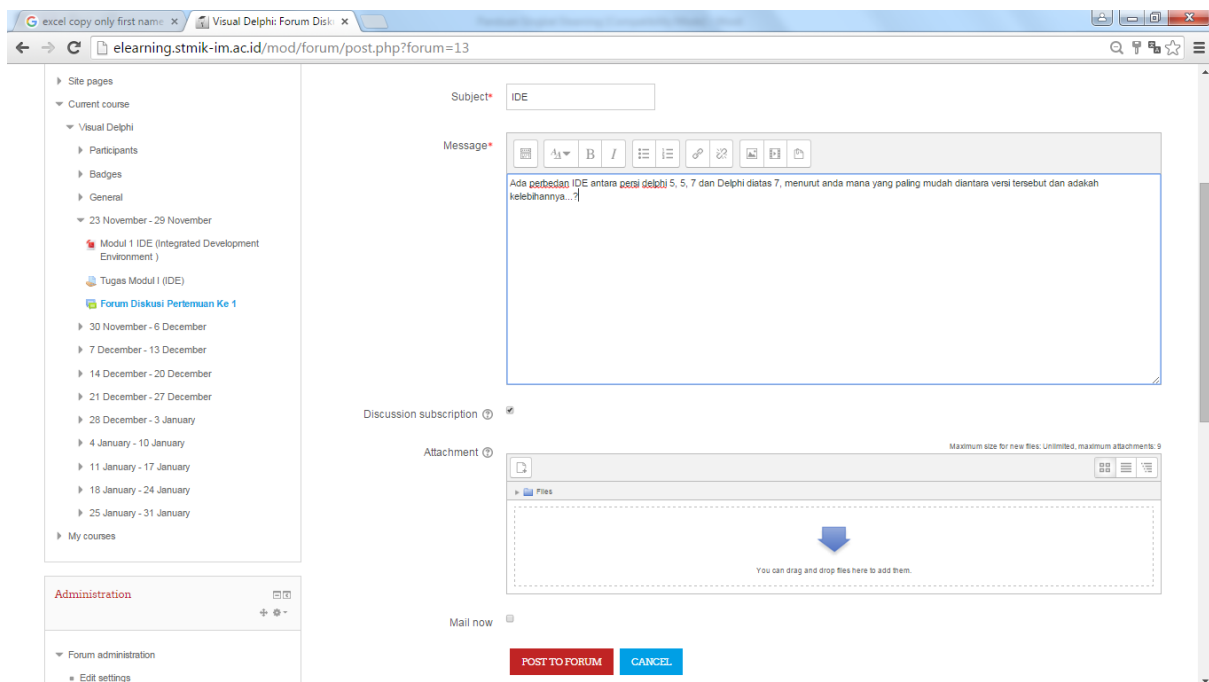 excel copy only first name
Visual Delphi: Forum Disku
elearning.stmik-im.ac.id/mod/forum/post.php?forum=13
Site pages
Current course
Visual Delphi
Participants
Badges
General
23 November - 29 November
Modul 1 IDE (Integrated Development
Environment )
Tugas Modul I (IDE)
Forum Diskusi Pertemuan Ke 1
30 November - 6 December
7 December - 13 December
14 December - 20 December
21 December - 27 December
28 December - 3 January
4 January - 10 January
11 January - 17 January
18 January - 24 January
25 January - 31 January
My courses
Administration
Forum administration
Edit settings
Subject* IDE
Message*
Ada perbedan IDE antara persi delphi 5, 5, 7 dan Delphi diatas 7, menurut anda mana yang paling mudah diantara versi tersebut dan adakah
kelebihannya...?
Discussion subscription
Attachment
Maximum size for new files: Unlimited, maximum attachments: 9
Files
You can drag and drop files here to add them.
Mail now
POST TO FORUM CANCEL